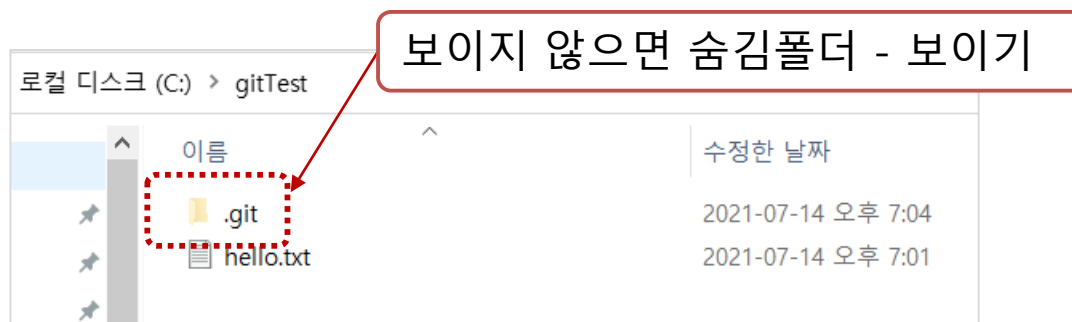 보이지 않으면 숨김폴더 - 보이기
로컬 디스크 (C:) > gitTest
이름 수정한 날짜
.git 2021-07-14 오후 7:04
hello.txt 2021-07-14 오후 7:01